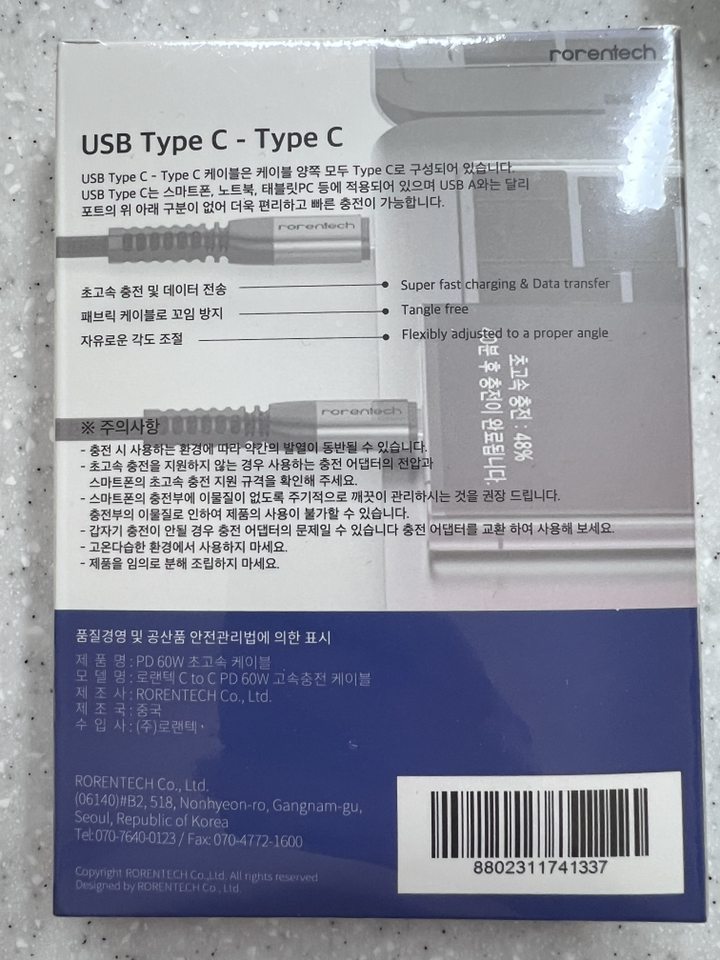 rorentech
USB Type C - Type C
USB Type C - Type C 케이블은 케이블 양쪽 모두 Type C로 구성되어 있습니다.
USB Type C는 스마트폰, 노트북, 태블릿PC 등에 적용되어 있으며 USB A와는 달리
포트의 위 아래 구분이 없어 더욱 편리하고 빠른 충전이 가능합니다.
rorentech
초고속 충전 및 데이터 전송 Super fast charging & Data transfer
패브릭 케이블로 꼬임 방지 Tangle free
자유로운 각도 조절 Flexibly adjusted to a proper angle
초고속 충전 : 48%
분 후 충전이 완료됩니다.
rorentech
※ 주의사항
- 충전 시 사용하는 환경에 따라 약간의 발열이 동반될 수 있습니다.
- 초고속 충전을 지원하지 않는 경우 사용하는 충전 어댑터의 전압과
스마트폰의 초고속 충전 지원 규격을 확인해 주세요.
- 스마트폰의 충전부에 이물질이 없도록 주기적으로 깨끗이 관리하시는 것을 권장 드립니다.
충전부의 이물질로 인하여 제품의 사용이 불가할 수 있습니다.
- 갑자기 충전이 안될 경우 충전 어댑터의 문제일 수 있습니다 충전 어댑터를 교환 하여 사용해 보세요.
- 고온다습한 환경에서 사용하지 마세요.
- 제품을 임의로 분해 조립하지 마세요.
품질경영 및 공산품 안전관리법에 의한 표시
제 품 명 : PD 60W 초고속 케이블
모 델 명 : 로랜텍 C to C PD 60W 고속충전 케이블
제 조 사 : RORENTECH Co., Ltd.
제 조 국 : 중국
수 입 사 : (주)로랜텍
RORENTECH Co., Ltd.
(06140)#B2, 518, Nonhyeon-ro, Gangnam-gu,
Seoul, Republic of Korea
Tel:070-7640-0123 / Fax: 070-4772-1600
Copyright RORENTECH Co.,Ltd. All rights reserved
Designed by RORENTECH Co., Ltd.
8802311741337